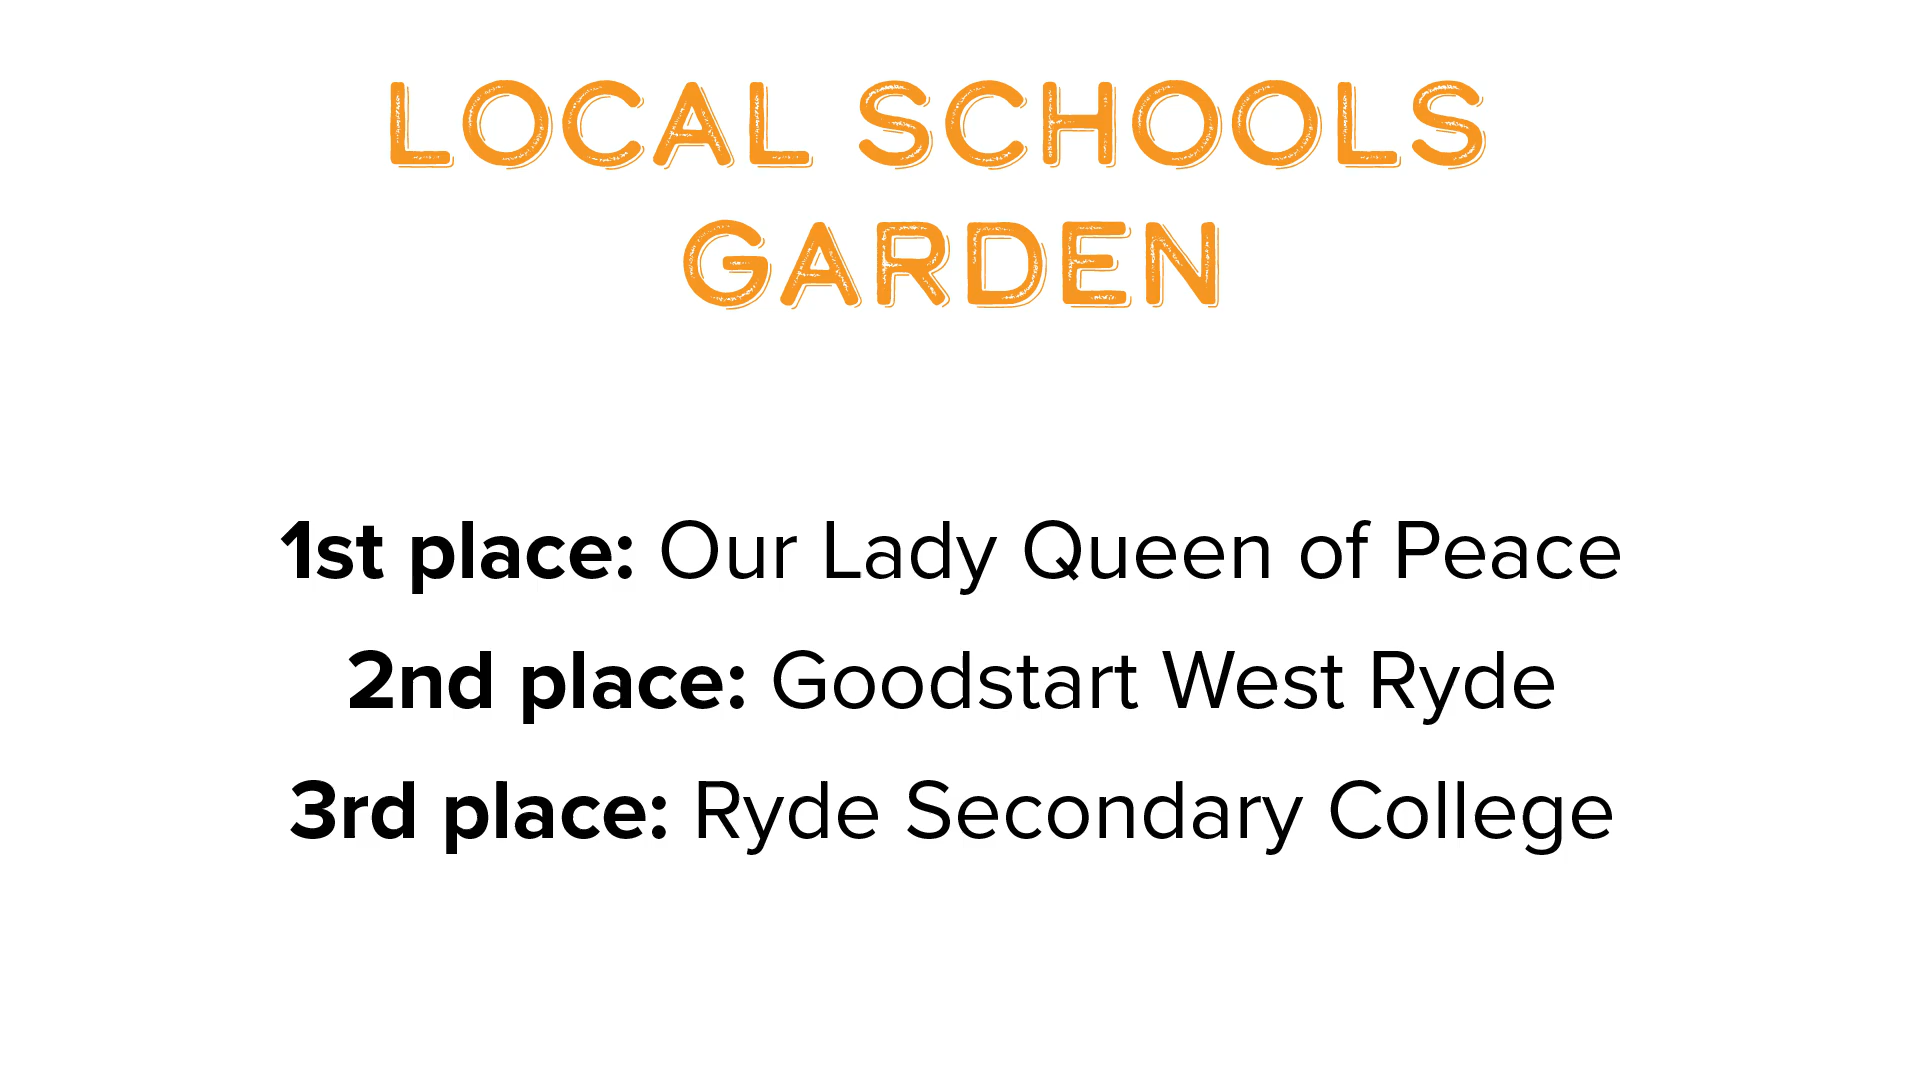 LOCAL SCHOOLS
GARDEN
1st place: Our Lady Queen of Peace
2nd place: Goodstart West Ryde
3rd place: Ryde Secondary College